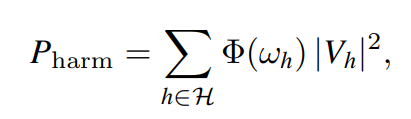 P_harm = ∑_{h∈ℋ} Φ(ω_h) |V_h|²,